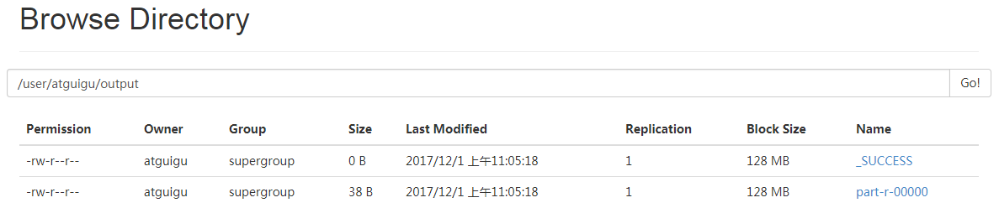 Browse Directory
/user/atguigu/output Go!
Permission Owner Group Size Last Modified Replication Block Size Name
-rw-r--r-- atguigu supergroup 0 B 2017/12/1 上午11:05:18 1 128 MB _SUCCESS
-rw-r--r-- atguigu supergroup 38 B 2017/12/1 上午11:05:18 1 128 MB part-r-00000